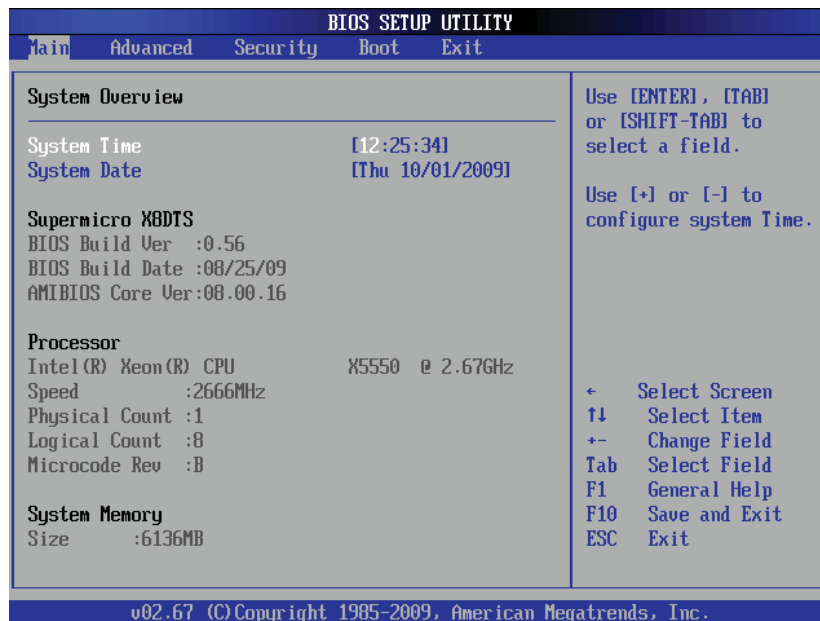 BIOS SETUP UTILITY
Main Advanced Security Boot Exit
System Overview
System Time [12:25:34]
System Date [Thu 10/01/2009]
Supermicro X8DTS
BIOS Build Ver :0.56
BIOS Build Date :08/25/09
AMIBIOS Core Ver:08.00.16
Processor
Intel(R) Xeon(R) CPU X5550 @ 2.67GHz
Speed :2666MHz
Physical Count :1
Logical Count :8
Microcode Rev :B
System Memory
Size :6136MB
Use [ENTER], [TAB]
or [SHIFT-TAB] to
select a field.
Use [+] or [-] to
configure system Time.
← Select Screen
↑↓ Select Item
+- Change Field
Tab Select Field
F1 General Help
F10 Save and Exit
ESC Exit
v02.67 (C)Copyright 1985-2009, American Megatrends, Inc.